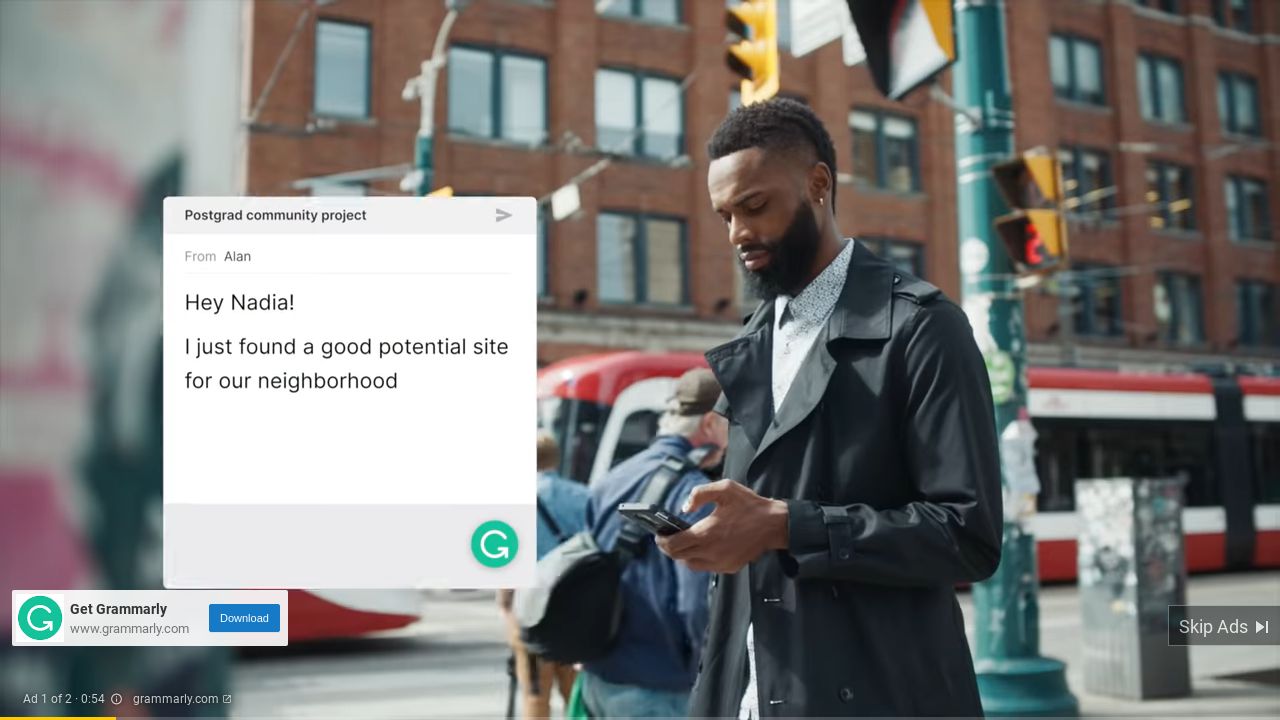 Postgrad community project
From Alan
Hey Nadia!
I just found a good potential site
for our neighborhood
Get Grammarly
www.grammarly.com
Download
Skip Ads
Ad 1 of 2 · 0:54
grammarly.com